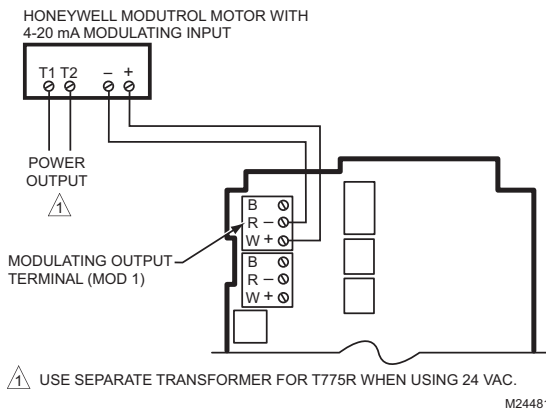 HONEYWELL MODUTROL MOTOR WITH
4-20 mA MODULATING INPUT
T1 T2 – +
POWER
OUTPUT
1
B
R –
W +
MODULATING OUTPUT
TERMINAL (MOD 1)
B
R –
W +
1 USE SEPARATE TRANSFORMER FOR T775R WHEN USING 24 VAC.
M24481